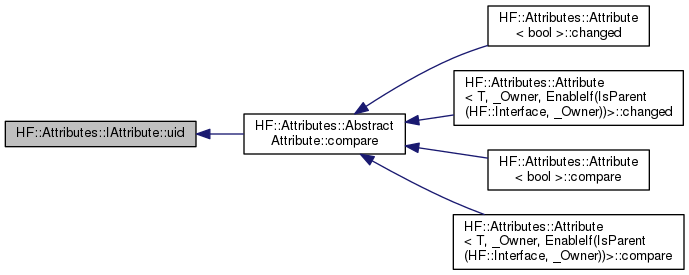 HF::Attributes::IAttribute::uid
HF::Attributes::Abstract
Attribute::compare
HF::Attributes::Attribute
< bool >::changed
HF::Attributes::Attribute
< T, _Owner, EnableIf(IsParent
(HF::Interface, _Owner))>::changed
HF::Attributes::Attribute
< bool >::compare
HF::Attributes::Attribute
< T, _Owner, EnableIf(IsParent
(HF::Interface, _Owner))>::compare